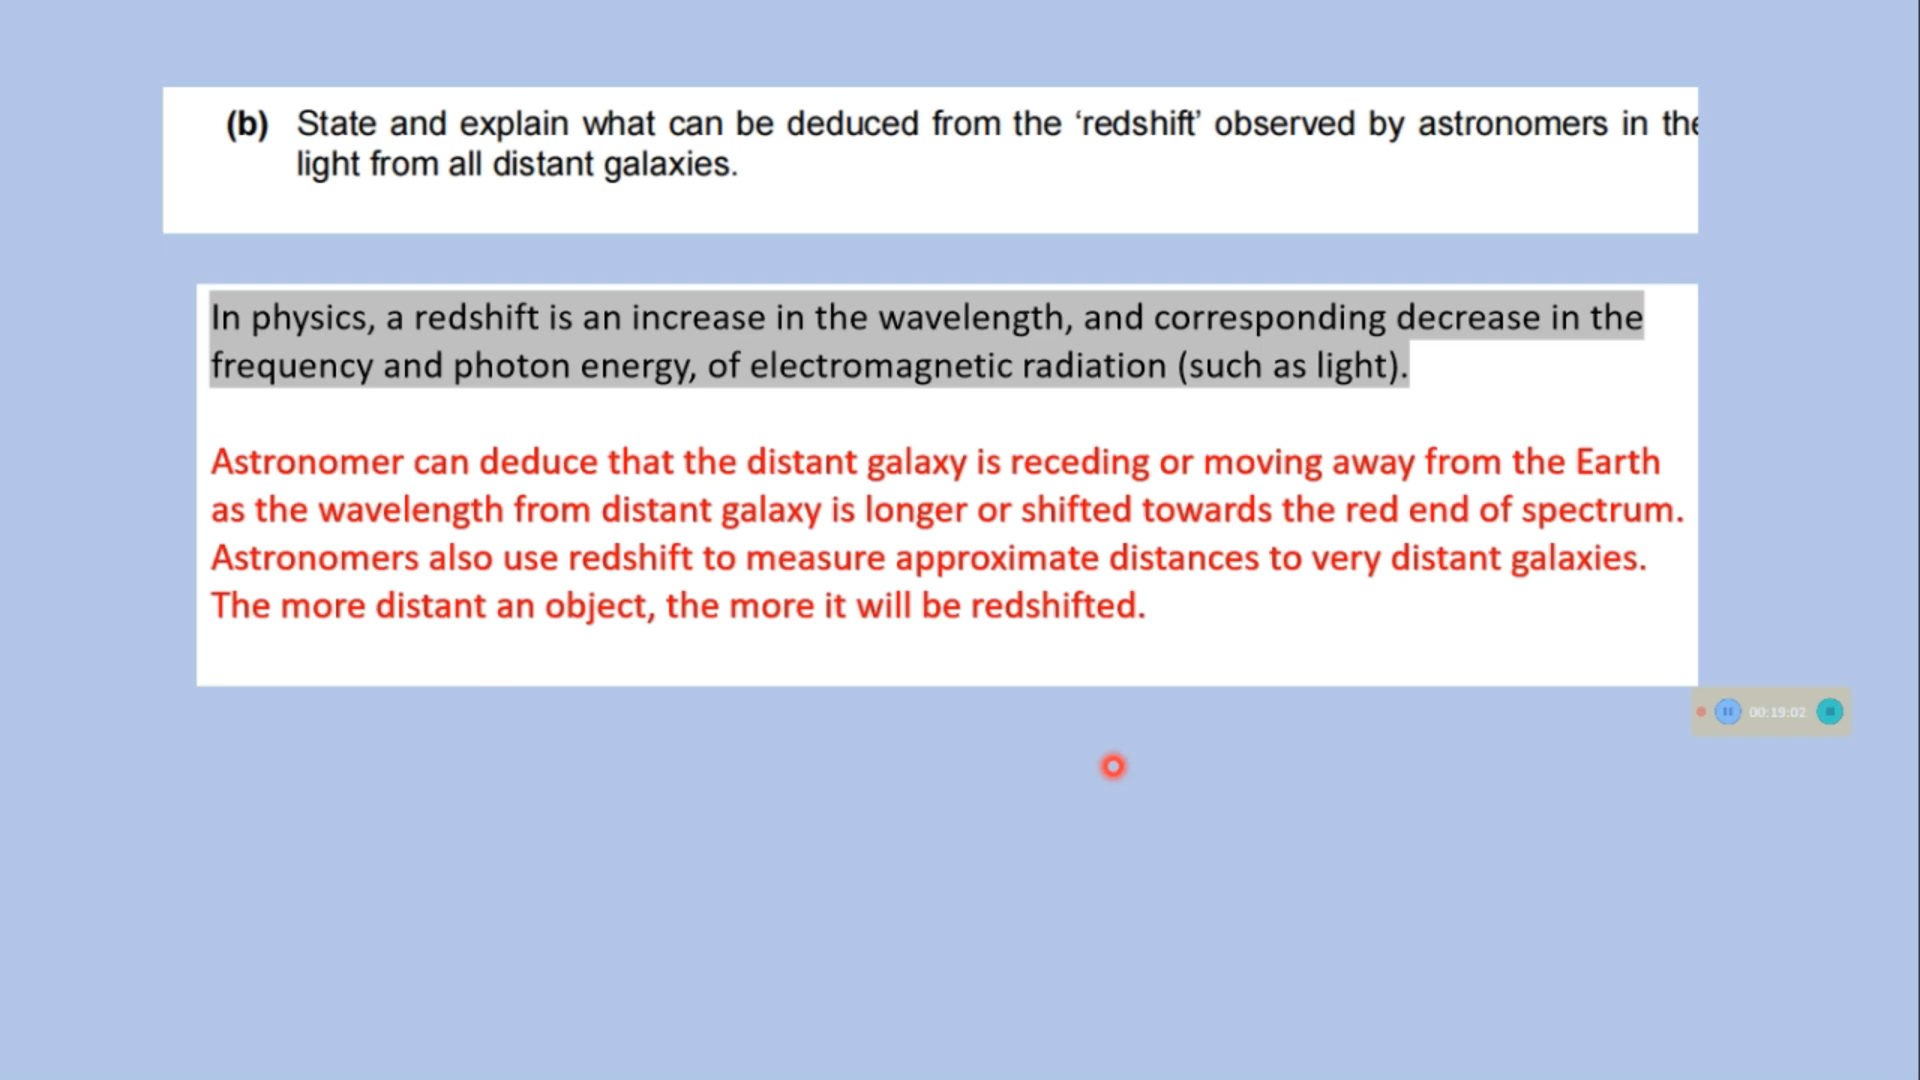 (b) State and explain what can be deduced from the ‘redshift’ observed by astronomers in the
light from all distant galaxies.
In physics, a redshift is an increase in the wavelength, and corresponding decrease in the
frequency and photon energy, of electromagnetic radiation (such as light).
Astronomer can deduce that the distant galaxy is receding or moving away from the Earth
as the wavelength from distant galaxy is longer or shifted towards the red end of spectrum.
Astronomers also use redshift to measure approximate distances to very distant galaxies.
The more distant an object, the more it will be redshifted.
00:19:02